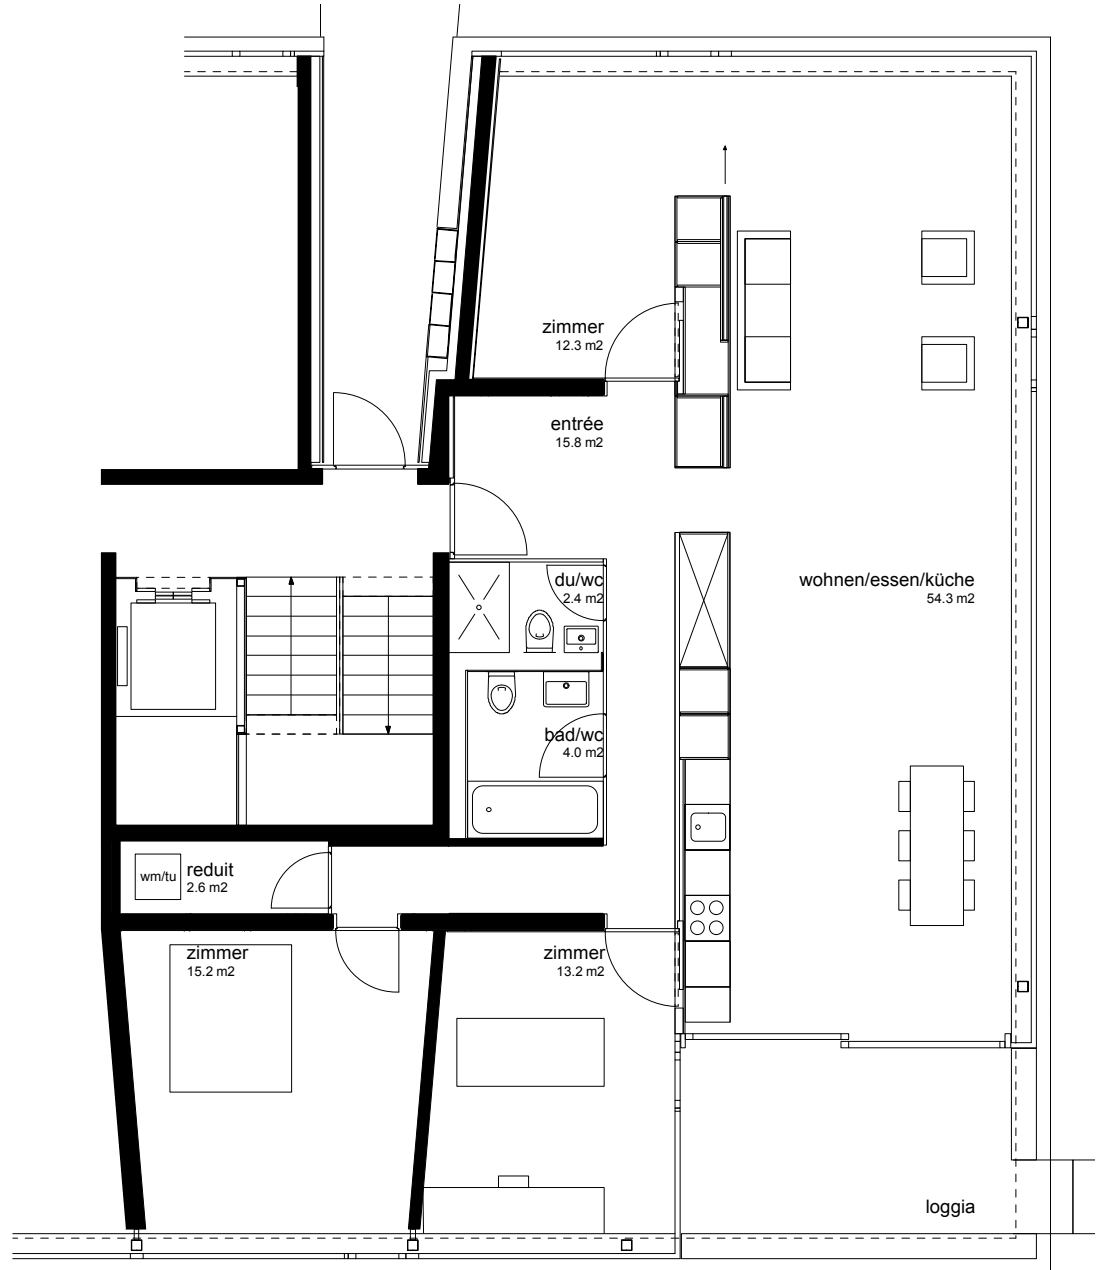 zimmer
12.3 m2
entrée
15.8 m2
du/wc
2.4 m2
wohnen/essen/küche
54.3 m2
bad/wc
4.0 m2
wm/tu
reduit
2.6 m2
zimmer
15.2 m2
zimmer
13.2 m2
loggia